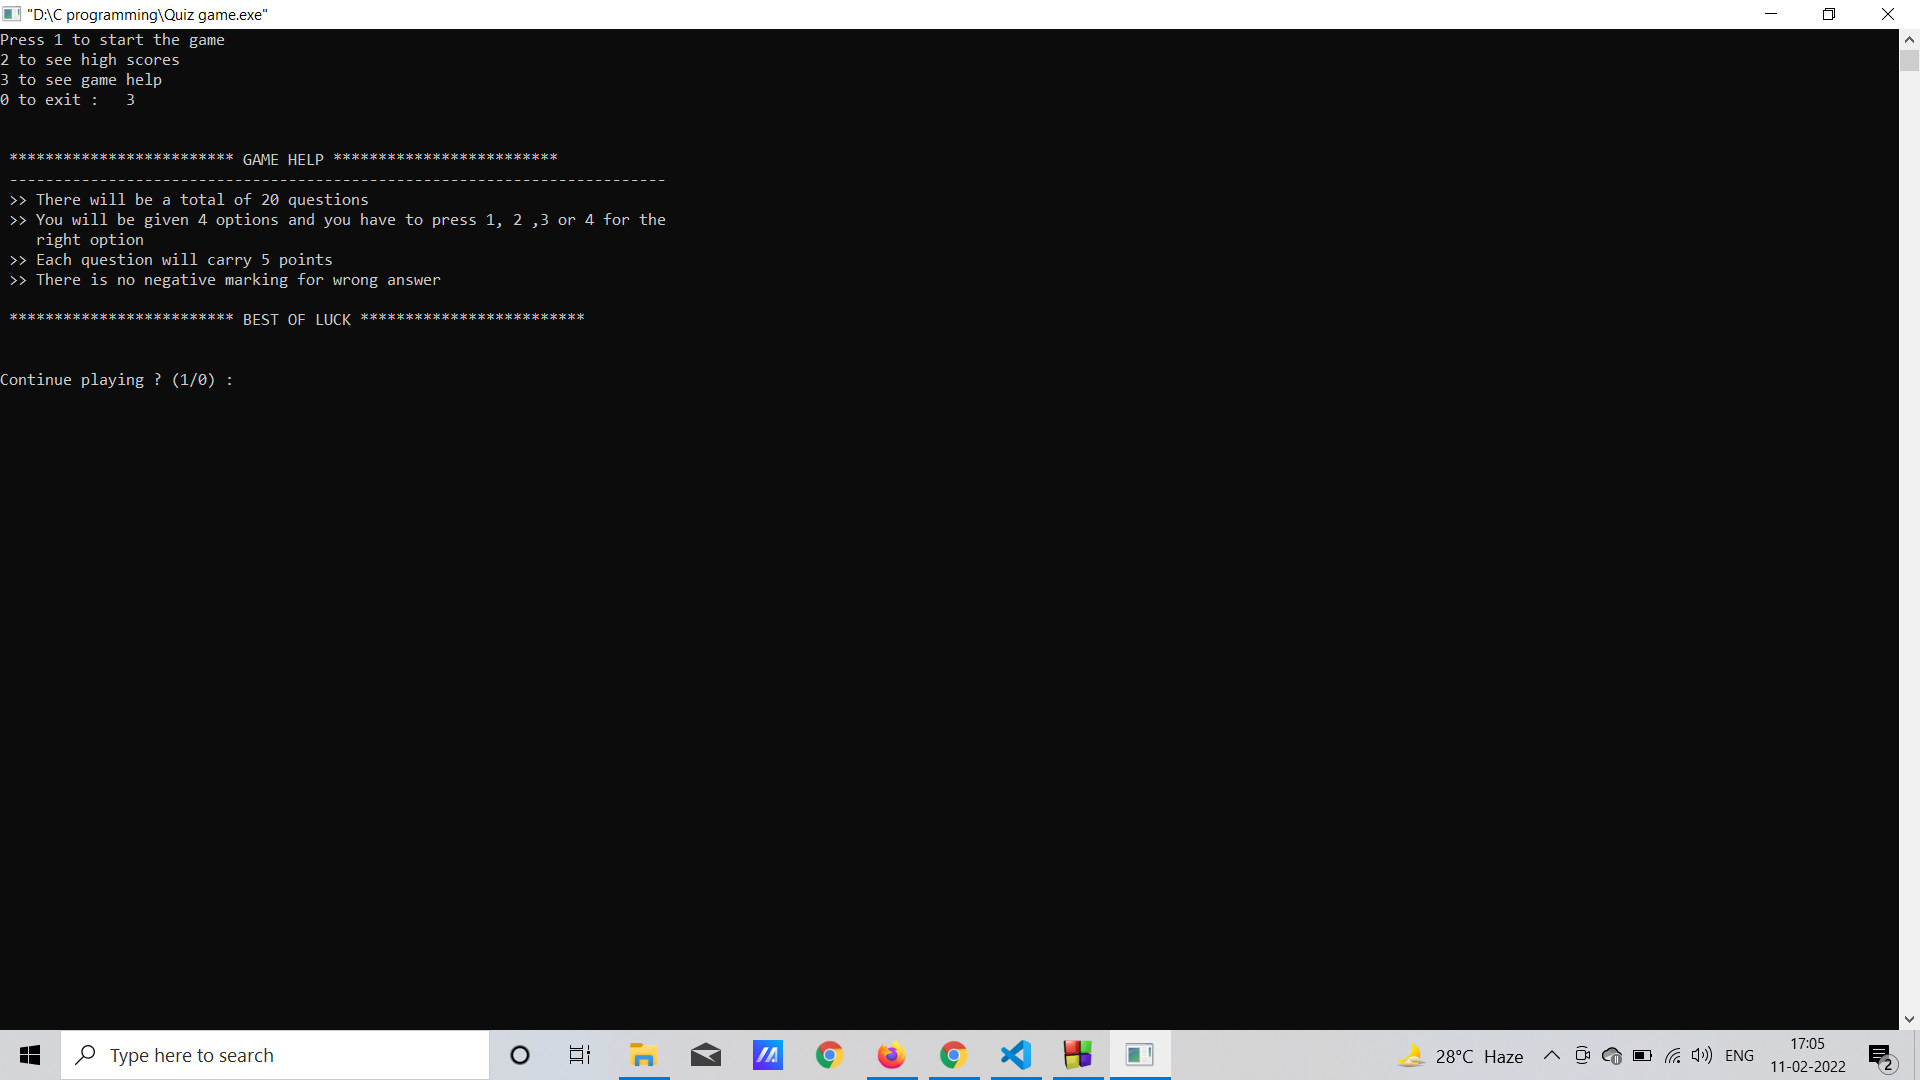 "D:\C programming\Quiz game.exe"
Press 1 to start the game
2 to see high scores
3 to see game help
0 to exit :   3
************************* GAME HELP *************************
-------------------------------------------------------------------------
>> There will be a total of 20 questions
>> You will be given 4 options and you have to press 1, 2 ,3 or 4 for the
   right option
>> Each question will carry 5 points
>> There is no negative marking for wrong answer
************************* BEST OF LUCK *************************
Continue playing ? (1/0) :
Type here to search
28°C Haze
ENG
17:05
11-02-2022
2